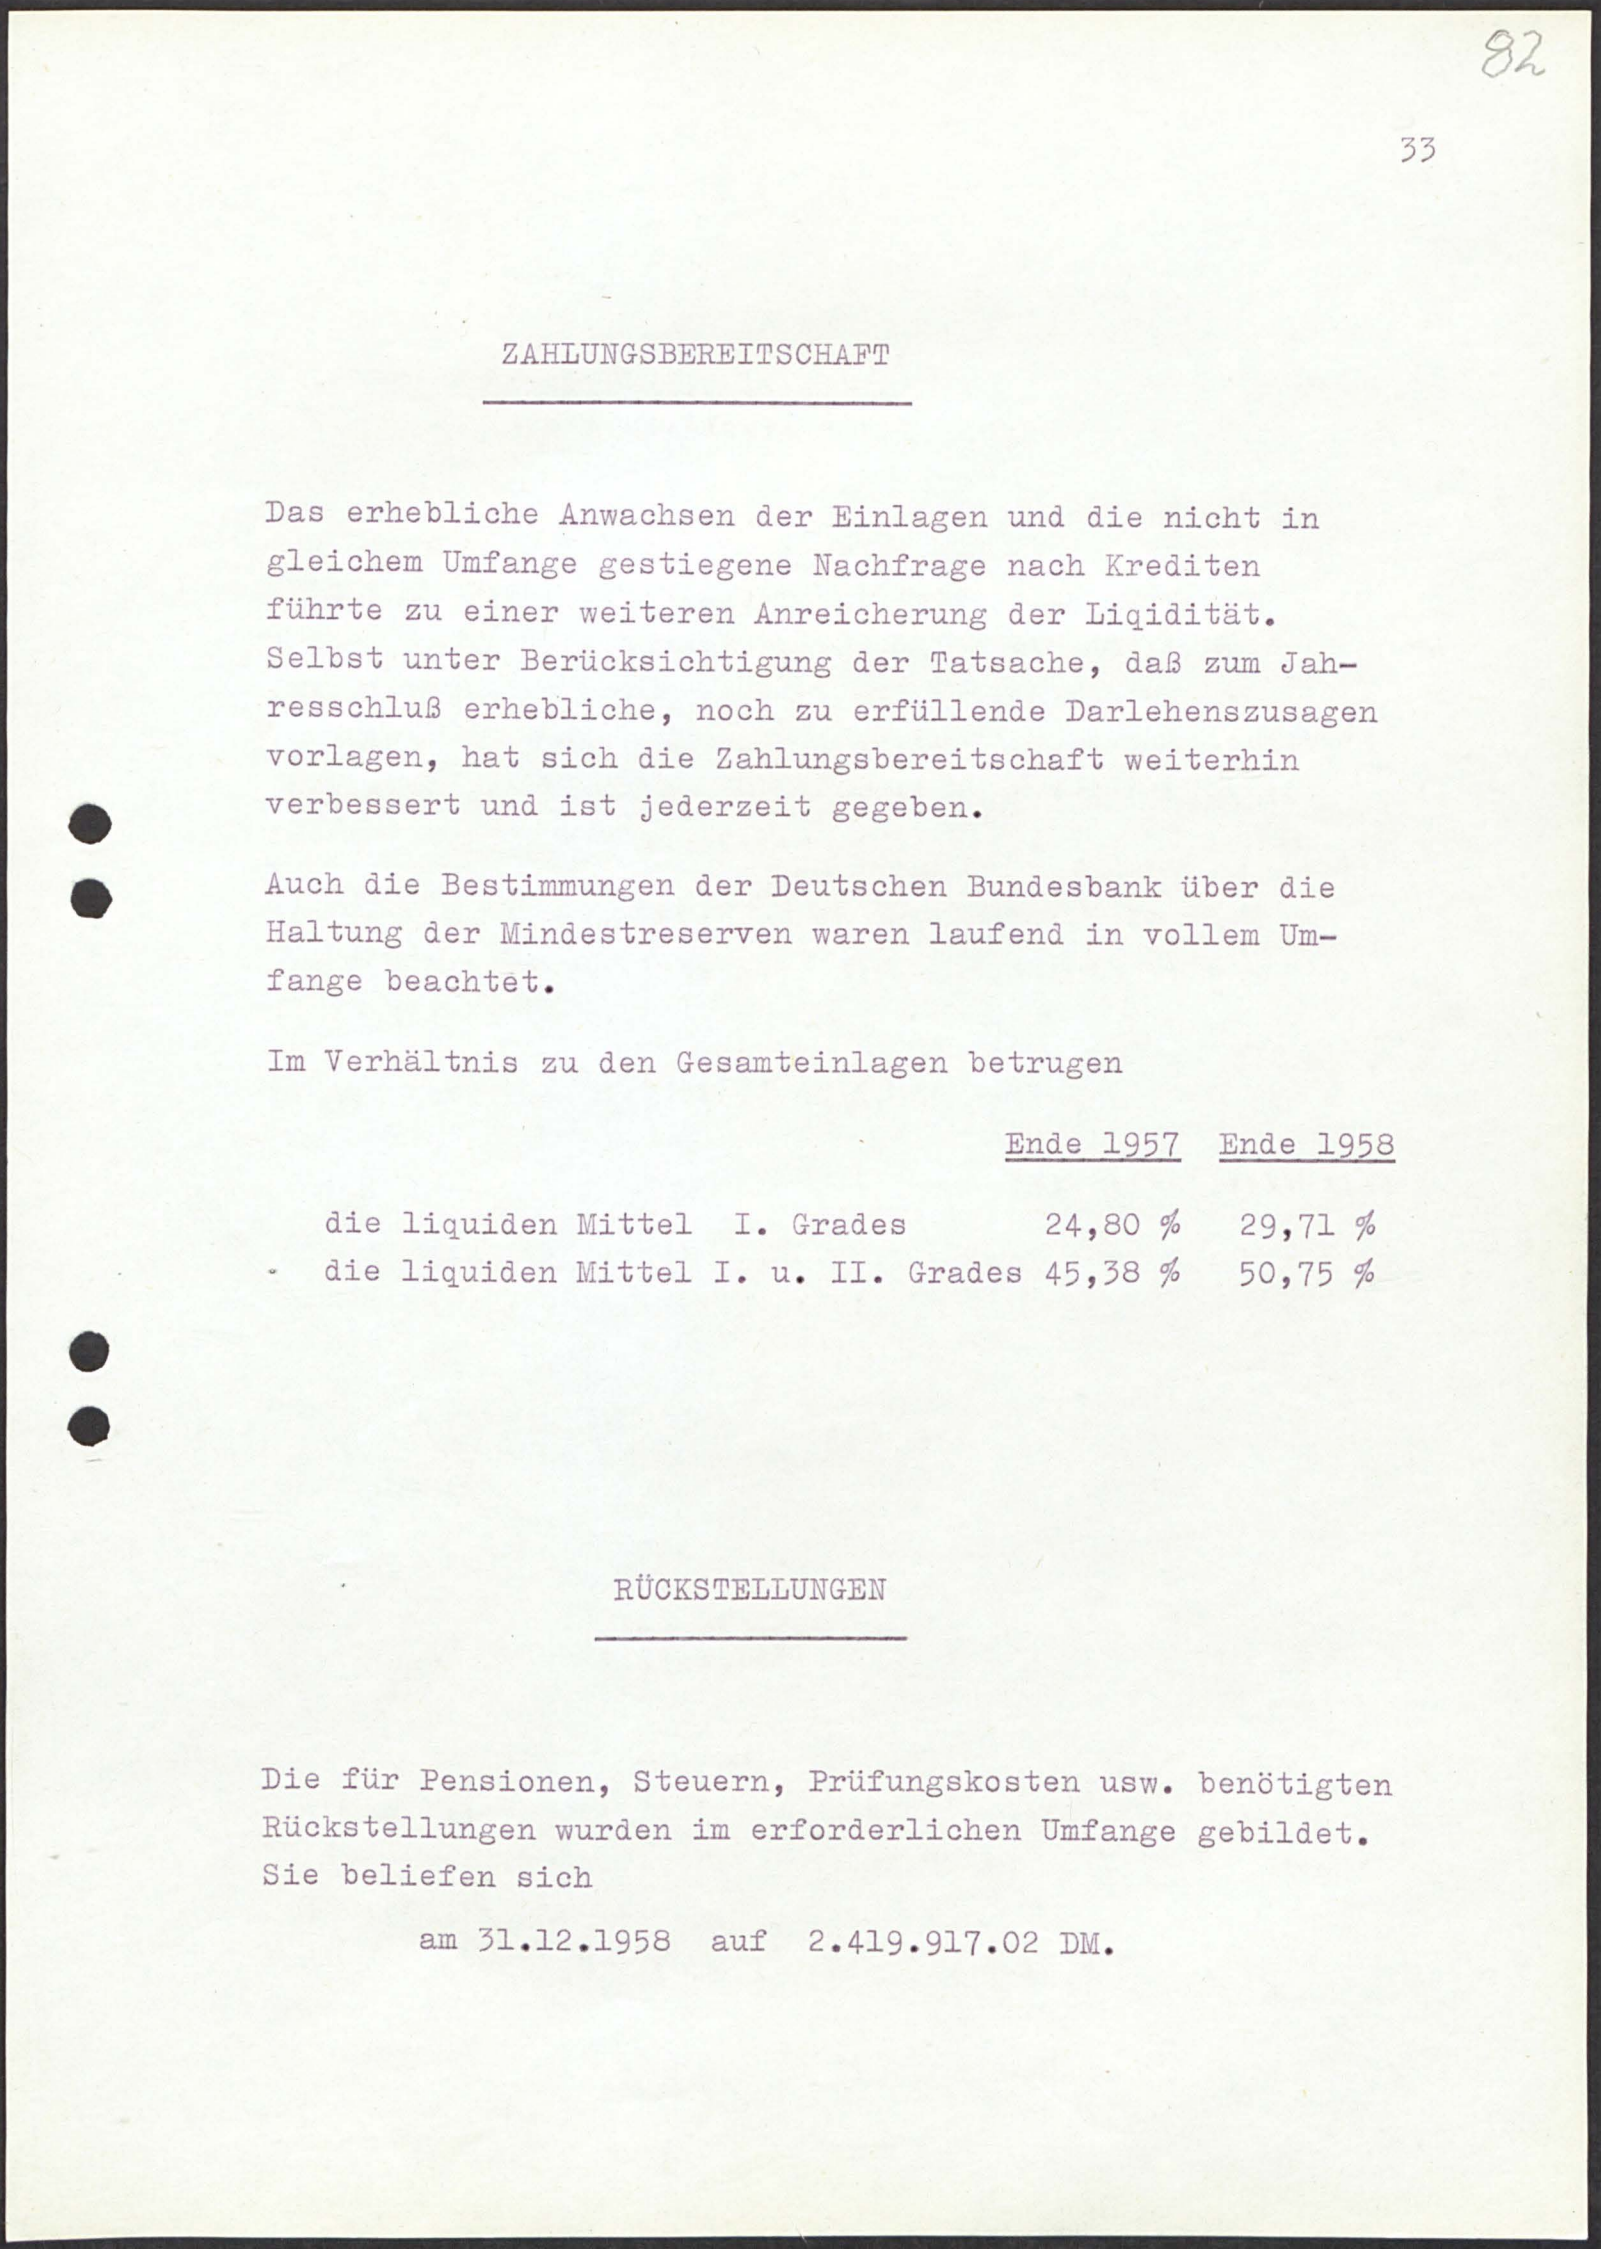 82
33
ZAHLUNGSBEREITSCHAFT
Das erhebliche Anwachsen der Einlagen und die nicht in
gleichem Umfange gestiegene Nachfrage nach Krediten
führte zu einer weiteren Anreicherung der Liqidität.
Selbst unter Berücksichtigung der Tatsache, daß zum Jah-
resschluß erhebliche, noch zu erfüllende Darlehenszusagen
vorlagen, hat sich die Zahlungsbereitschaft weiterhin
verbessert und ist jederzeit gegeben.
Auch die Bestimmungen der Deutschen Bundesbank über die
Haltung der Mindestreserven waren laufend in vollem Um-
fange beachtet.
Im Verhältnis zu den Gesamteinlagen betrugen
Ende 1957 Ende 1958
die liquiden Mittel I. Grades 24,80 % 29,71 %
die liquiden Mittel I. u. II. Grades 45,38 % 50,75 %
RÜCKSTELLUNGEN
Die für Pensionen, Steuern, Prüfungskosten usw. benötigten
Rückstellungen wurden im erforderlichen Umfange gebildet.
Sie beliefen sich
am 31.12.1958 auf 2.419.917.02 DM.